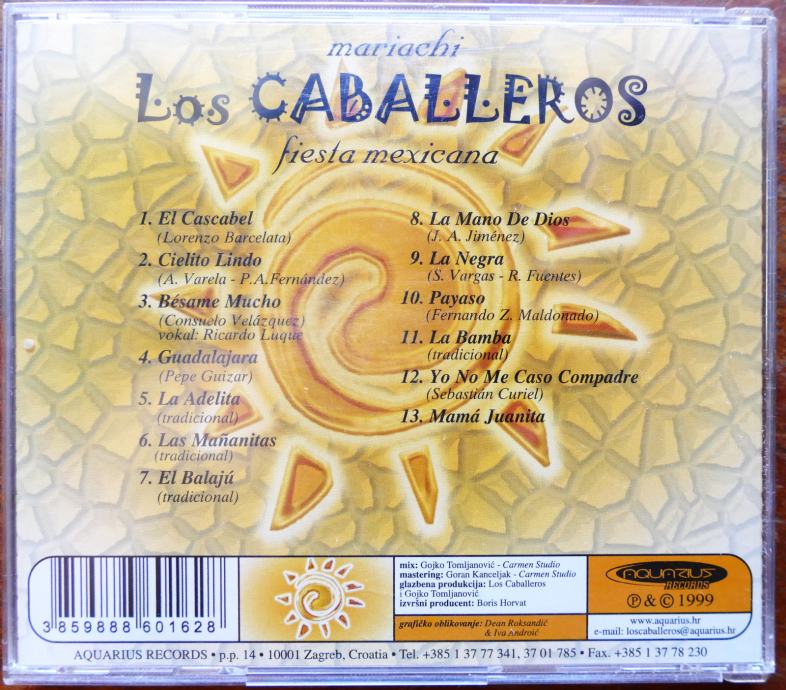 mariachi
Los CABALLEROS
fiesta mexicana
1. El Cascabel
(Lorenzo Barcelata)
2. Cielito Lindo
(A. Varela - P.A.Fernández)
3. Bésame Mucho
(Consuelo Velázquez)
vokal: Ricardo Luque
4. Guadalajara
(Pepe Guizar)
5. La Adelita
(tradicional)
6. Las Mañanitas
(tradicional)
7. El Balajú
(tradicional)
8. La Mano De Dios
(J. A. Jiménez)
9. La Negra
(S. Vargas - R. Fuentes)
10. Payaso
(Fernando Z. Maldonado)
11. La Bamba
(tradicional)
12. Yo No Me Caso Compadre
(Sebastián Curiel)
13. Mamá Juanita
3 859888 601628
mix: Gojko Tomljanović - Carmen Studio
mastering: Goran Kanceljak - Carmen Studio
glazbena produkcija: Los Caballeros
i Gojko Tomljanović
izvršni producent: Boris Horvat
grafičko oblikovanje: Dean Roksandić
& Iva Androić
AQUARIUS
RECORDS
℗ & © 1999
www.aquarius.hr
e-mail: loscaballeros@aquarius.hr
AQUARIUS RECORDS • p.p. 14 • 10001 Zagreb, Croatia • Tel. +385 1 37 77 341, 37 01 785 • Fax. +385 1 37 78 230